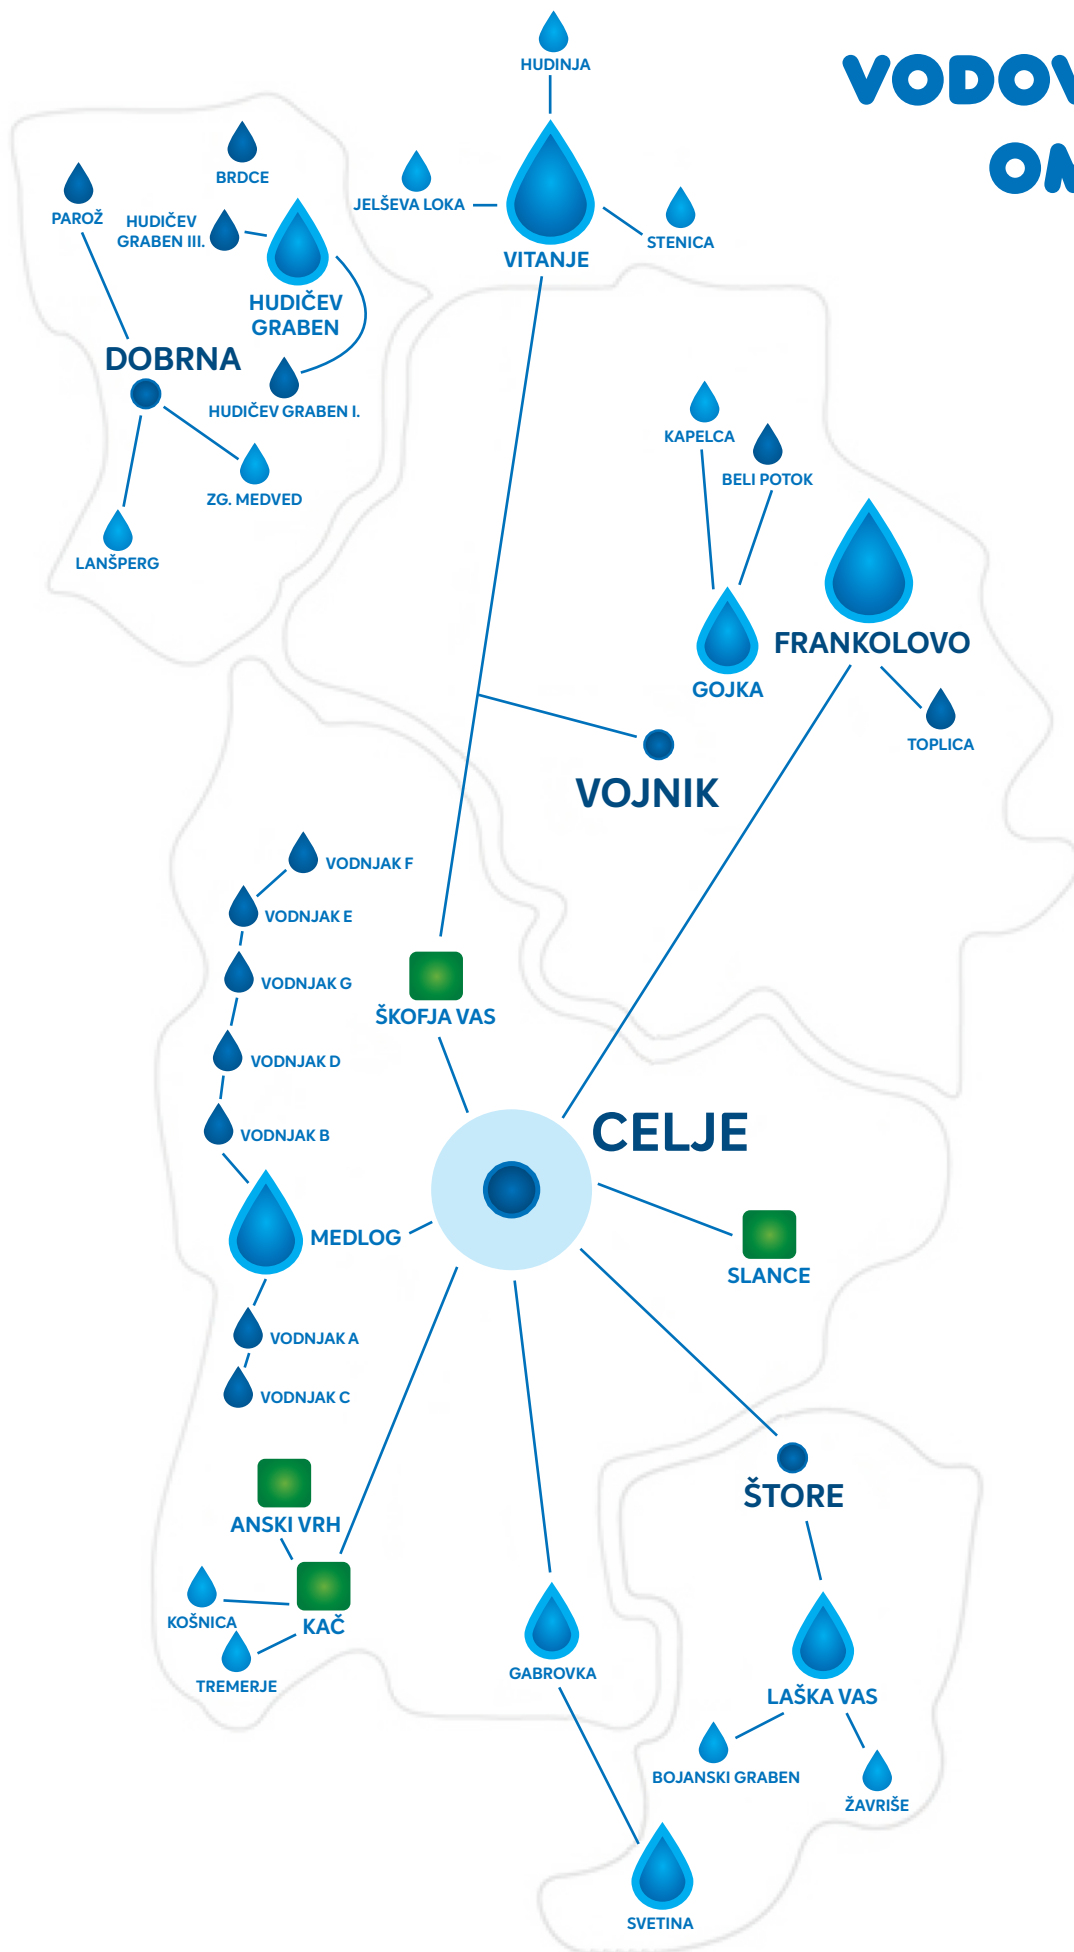 HUDINJA
VODOV
OM
BRDCE
PAROŽ
HUDIČEV
GRABEN III.
JELŠEVA LOKA
STENICA
VITANJE
HUDIČEV
GRABEN
DOBRNA
HUDIČEV GRABEN I.
KAPELCA
BELI POTOK
ZG. MEDVED
LANŠPERG
FRANKOLOVO
GOJKA
TOPLICA
VOJNIK
VODNJAK F
VODNJAK E
VODNJAK G
ŠKOFJA VAS
VODNJAK D
CELJE
VODNJAK B
MEDLOG
SLANCE
VODNJAK A
VODNJAK C
ŠTORE
ANSKI VRH
KOŠNICA
KAČ
TREMERJE
GABROVKA
LAŠKA VAS
BOJANSKI GRABEN
ŽAVRIŠE
SVETINA